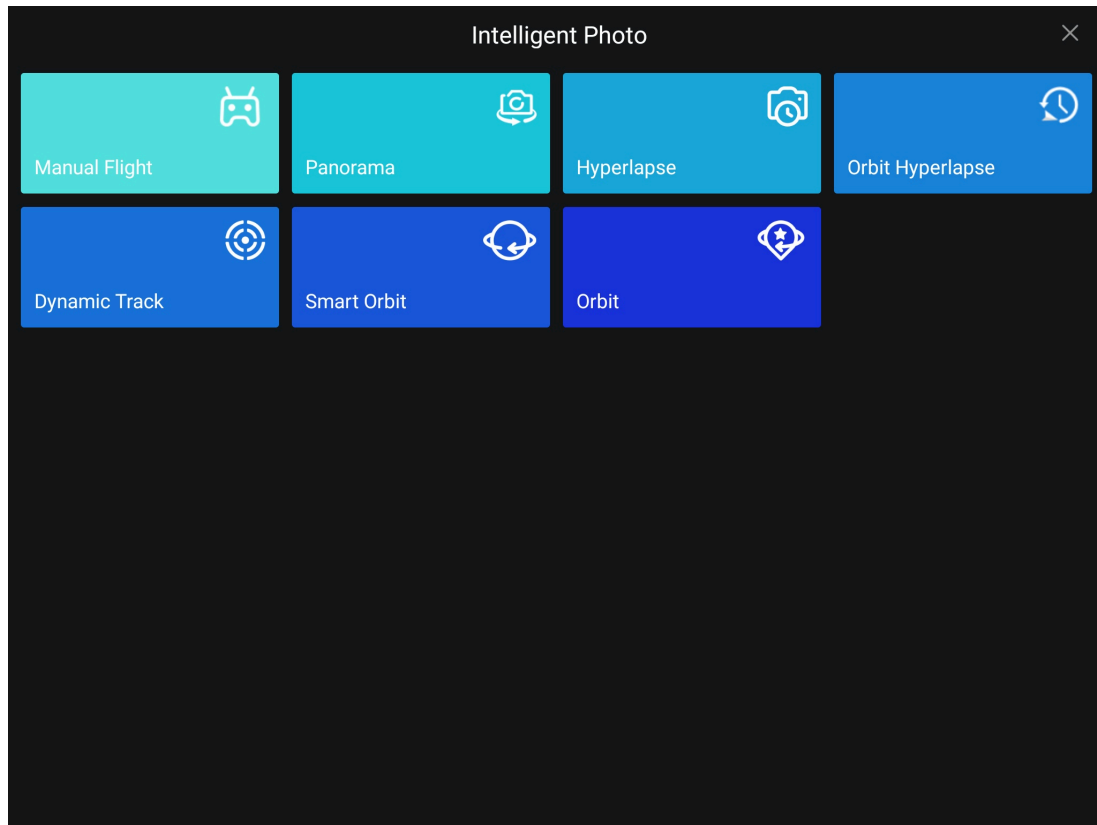 Intelligent Photo
Manual Flight
Panorama
Hyperlapse
Orbit Hyperlapse
Dynamic Track
Smart Orbit
Orbit